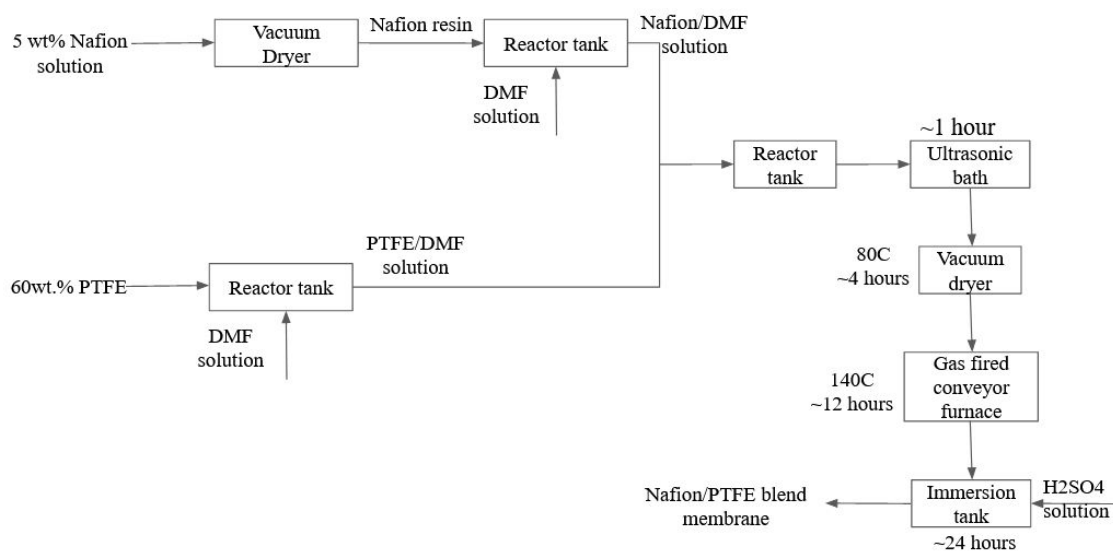 5 wt% Nafion
solution
Vacuum
Dryer
Nafion resin
Reactor tank
Nafion/DMF
solution
DMF
solution
~1 hour
Reactor
tank
Ultrasonic
bath
60wt.% PTFE
Reactor tank
PTFE/DMF
solution
DMF
solution
80C
~4 hours
Vacuum
dryer
140C
~12 hours
Gas fired
conveyor
furnace
Nafion/PTFE blend
membrane
Immersion
tank
H2SO4
solution
~24 hours